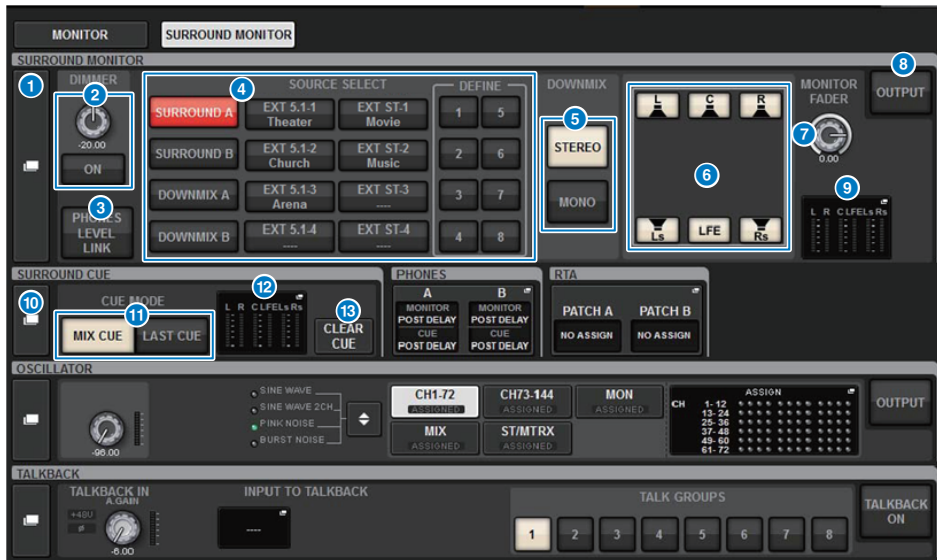 MONITOR
SURROUND MONITOR
SURROUND MONITOR
1
DIMMER
2
-20.00
ON
3
PHONES
LEVEL
LINK
4
SOURCE SELECT
SURROUND A
EXT 5.1-1
Theater
EXT ST-1
Movie
SURROUND B
EXT 5.1-2
Church
EXT ST-2
Music
DOWNMIX A
EXT 5.1-3
Arena
EXT ST-3
----
DOWNMIX B
EXT 5.1-4
----
EXT ST-4
----
DEFINE
1 5
2 6
3 7
4 8
DOWNMIX
5
STEREO
MONO
L C R
6
Ls LFE Rs
MONITOR
FADER
7
0.00
8
OUTPUT
9
L R C LFE Ls Rs
SURROUND CUE
10
CUE MODE
11
MIX CUE
LAST CUE
12
L R C LFE Ls Rs
13
CLEAR
CUE
PHONES
A
MONITOR
POST DELAY
CUE
POST DELAY
B
MONITOR
POST DELAY
CUE
POST DELAY
RTA
PATCH A
NO ASSIGN
PATCH B
NO ASSIGN
OSCILLATOR
-96.00
SINE WAVE
SINE WAVE 2CH
PINK NOISE
BURST NOISE
CH1-72
ASSIGNED
CH73-144
ASSIGNED
MON
ASSIGNED
MIX
ASSIGNED
ST/MTRX
ASSIGNED
ASSIGN
CH 1- 12
13- 24
25- 36
37- 48
49- 60
61- 72
OUTPUT
TALKBACK
TALKBACK IN
A.GAIN
+48V
Ø
-6.00
INPUT TO TALKBACK
----
TALK GROUPS
1 2 3 4 5 6 7 8
TALKBACK
ON